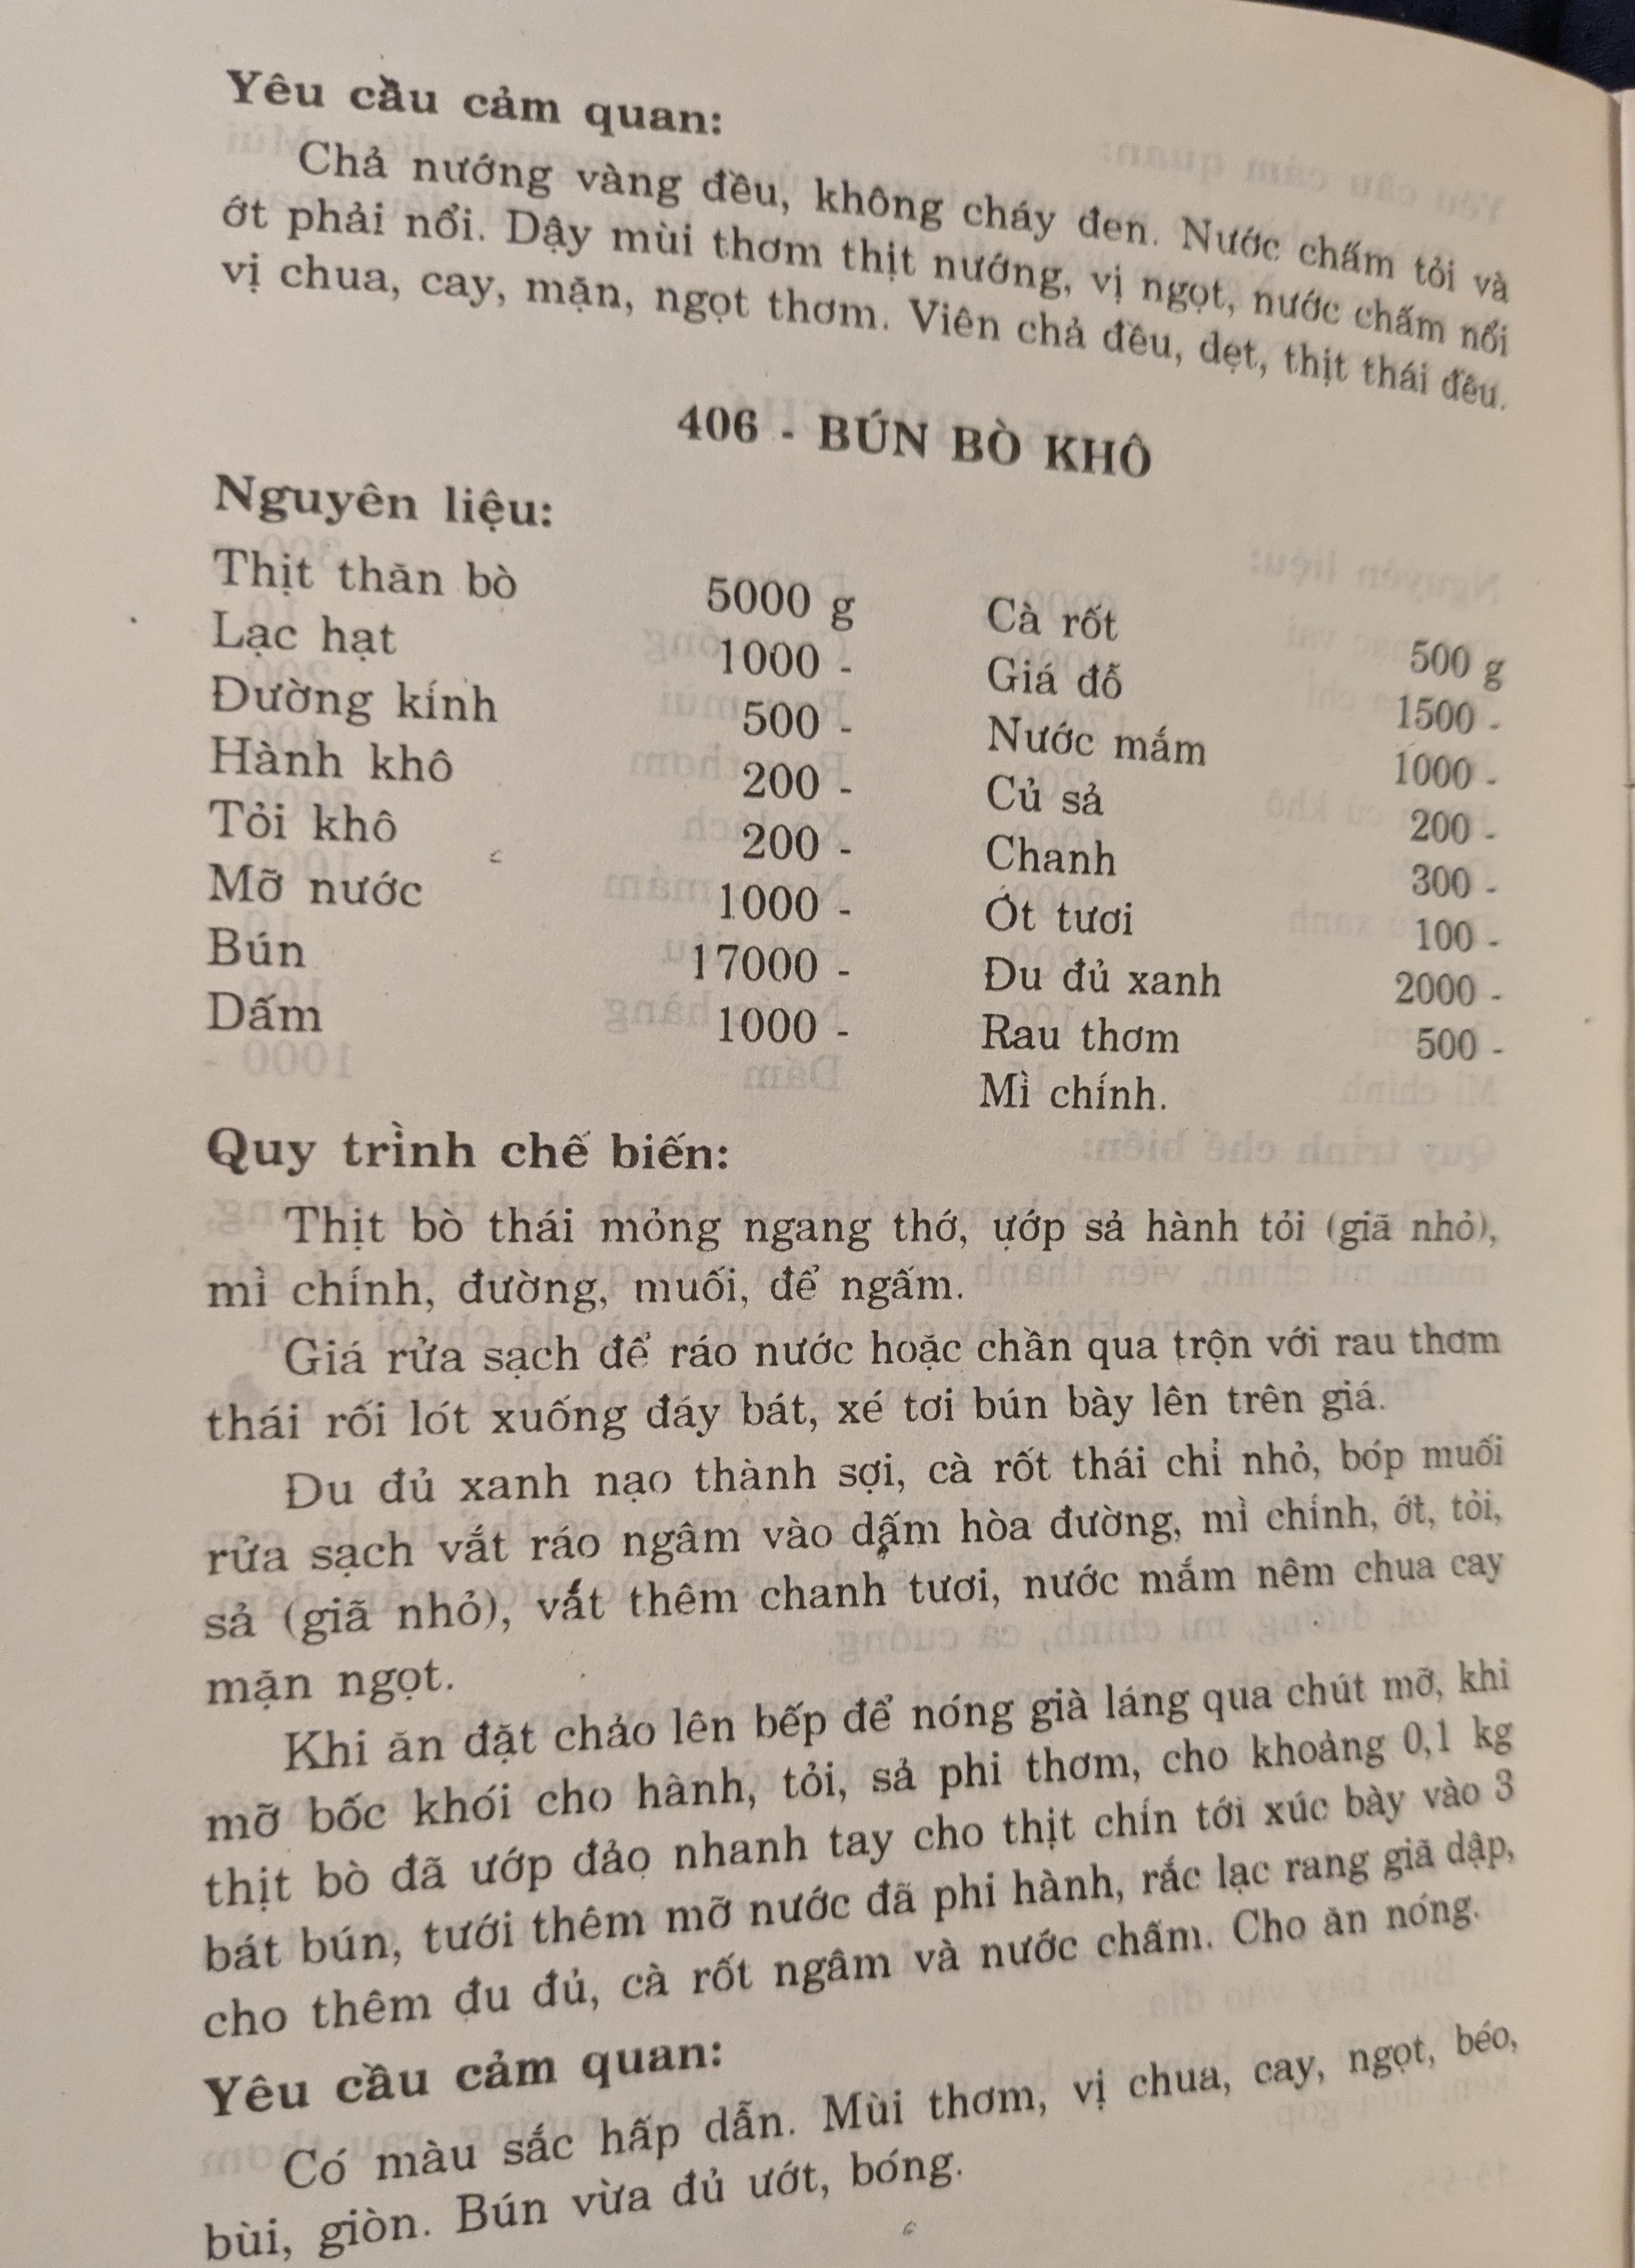 Yêu cầu cảm quan:
Chả nướng vàng đều, không cháy đen. Nước chấm tỏi và
ớt phải nổi. Dậy mùi thơm thịt nướng, vị ngọt, nước chấm nổi
vị chua, cay, mặn, ngọt thơm. Viên chả đều, dẹt, thịt thái đều.
406 - BÚN BÒ KHÔ
Nguyên liệu:
Thịt thăn bò 5000 g
Lạc hạt 1000 -
Đường kính 500 -
Hành khô 200 -
Tỏi khô 200 -
Mỡ nước 1000 -
Bún 17000 -
Dấm 1000 -
Cà rốt 500 g
Giá đỗ 1500 -
Nước mắm 1000 -
Củ sả 200 -
Chanh 300 -
Ớt tươi 100 -
Đu đủ xanh 2000 -
Rau thơm 500 -
Mì chính.
Quy trình chế biến:
Thịt bò thái mỏng ngang thớ, ượp sả hành tỏi (giã nhỏ),
mì chính, đường, muối, để ngấm.
Giá rửa sạch để ráo nước hoặc chần qua trộn với rau thơm
thái rối lót xuống đáy bát, xé tơi bún bày lên trên giá.
Đu đủ xanh nạo thành sợi, cà rốt thái chỉ nhỏ, bóp muối
rửa sạch vắt ráo ngâm vào dấm hòa đường, mì chính, ớt, tỏi,
sả (giã nhỏ), vắt thêm chanh tươi, nước mắm nêm chua cay
mặn ngọt.
Khi ăn đặt chảo lên bếp để nóng già láng qua chút mỡ, khi
mỡ bốc khói cho hành, tỏi, sả phi thơm, cho khoảng 0,1 kg
thịt bò đã ướp đảo nhanh tay cho thịt chín tới xúc bày vào 3
bát bún, tưới thêm mỡ nước đã phi hành, rắc lạc rang giã dập,
cho thêm đu đủ, cà rốt ngâm và nước chấm. Cho ăn nóng.
Yêu cầu cảm quan:
Có màu sắc hấp dẫn. Mùi thơm, vị chua, cay, ngọt, béo,
bùi, giòn. Bún vừa đủ ướt, bóng.